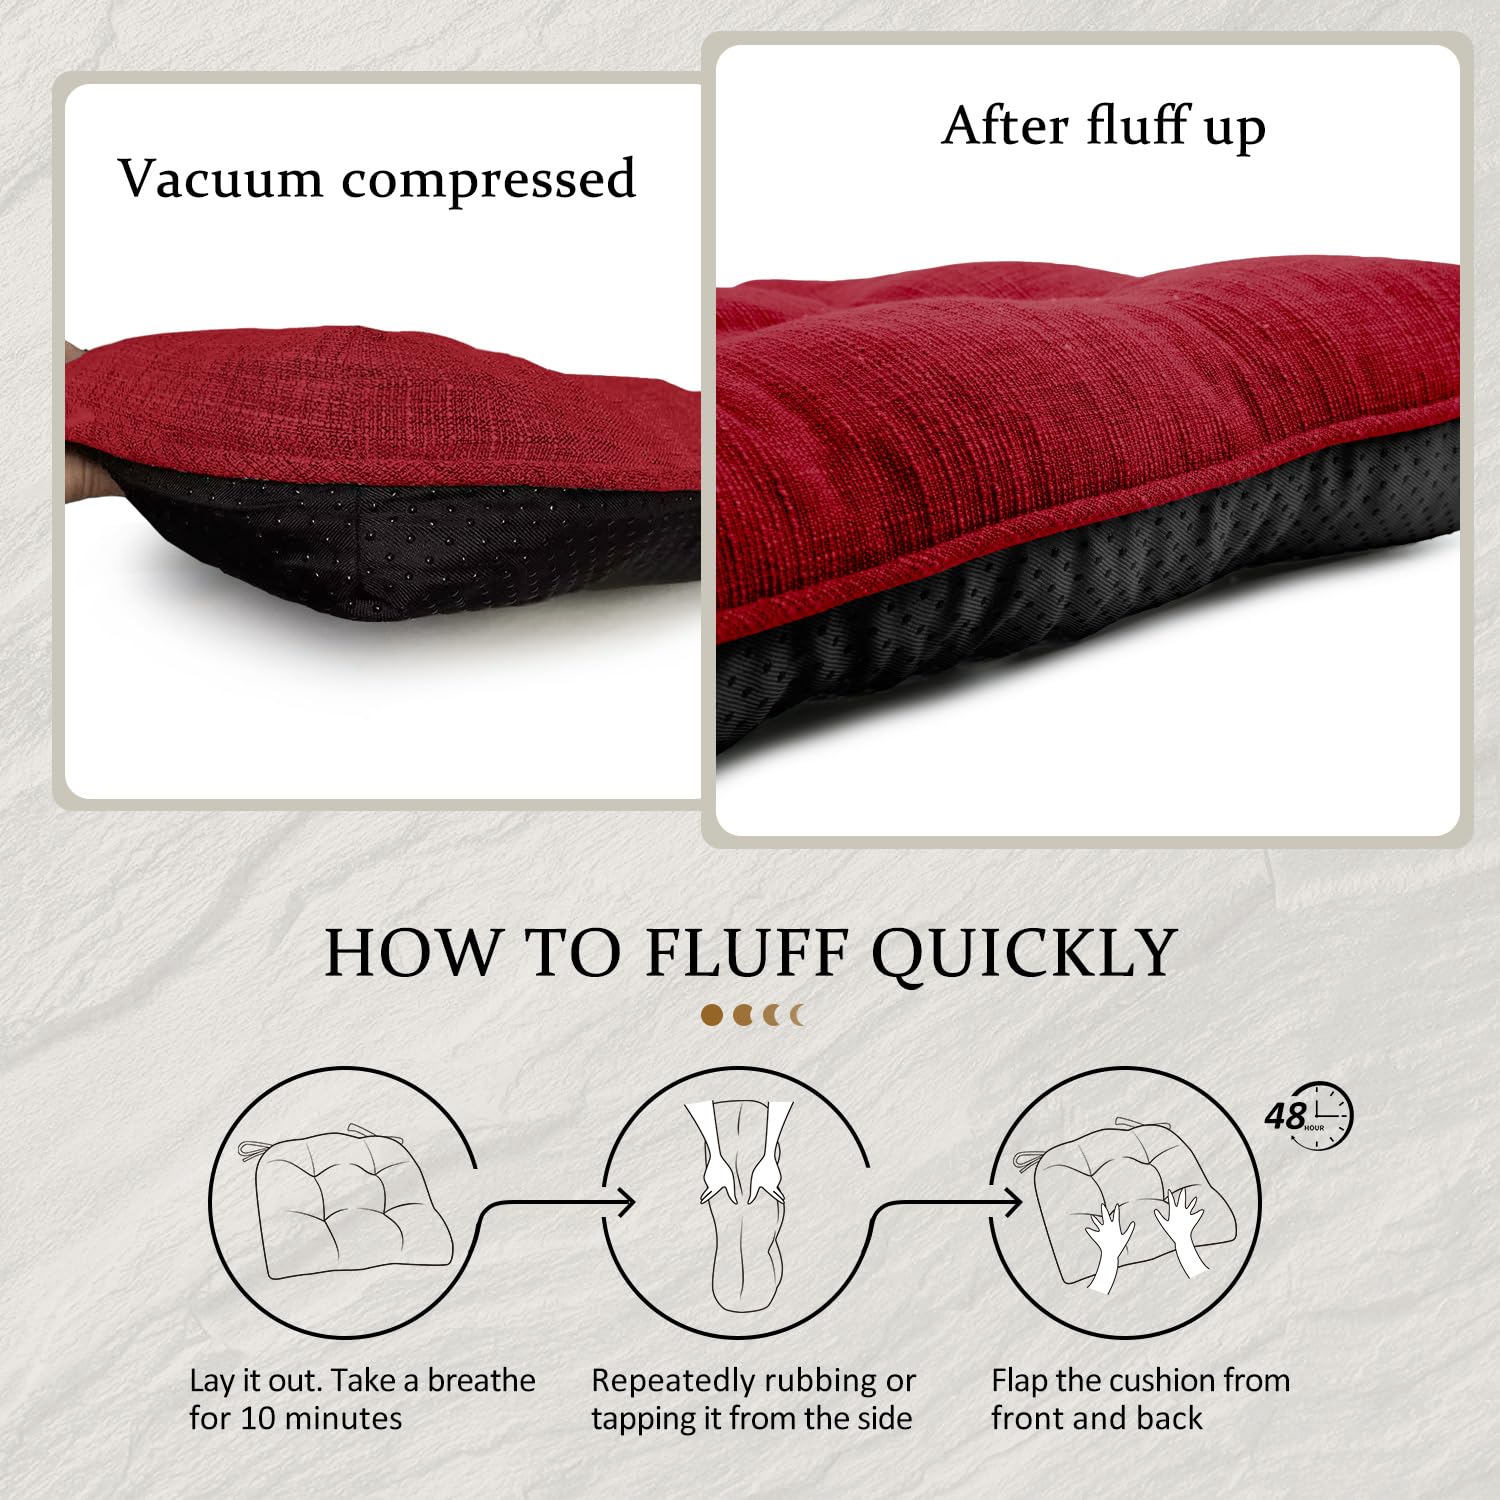 Vacuum compressed
After fluff up
HOW TO FLUFF QUICKLY
48
HOUR
Lay it out. Take a breathe
for 10 minutes
Repeatedly rubbing or
tapping it from the side
Flap the cushion from
front and back